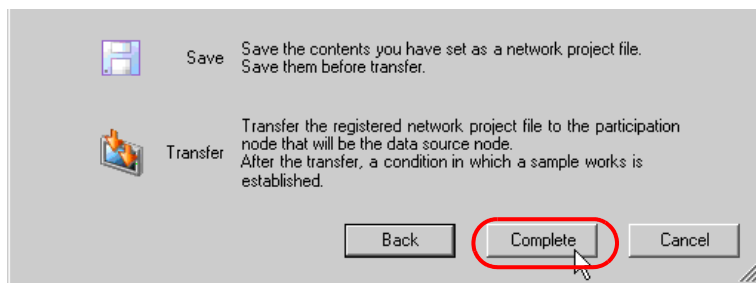 Save
Save the contents you have set as a network project file.
Save them before transfer.
Transfer
Transfer the registered network project file to the participation
node that will be the data source node.
After the transfer, a condition in which a sample works is
established.
Back
Complete
Cancel